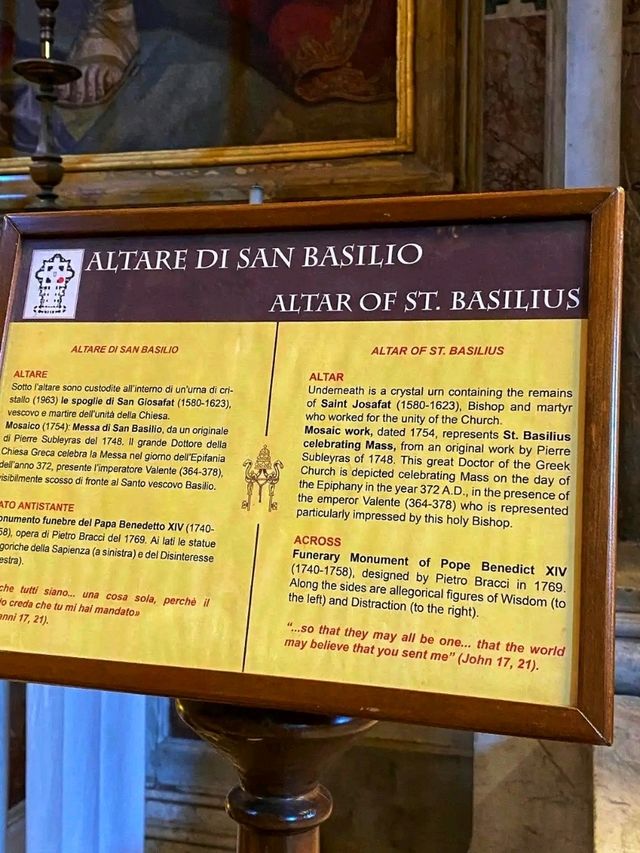 ALTARE DI SAN BASILIO
ALTAR OF ST. BASILIUS
ALTARE DI SAN BASILIO
ALTARE
Sotto l'altare sono custodite all'interno di un'urna di cri-
stallo (1963) le spoglie di San Giosafat (1580-1623),
vescovo e martire dell'unità della Chiesa.
Mosaico (1754): Messa di San Basilio, da un originale
di Pierre Subleyras del 1748. Il grande Dottore della
Chiesa Greca celebra la Messa nel giorno dell'Epifania
dell'anno 372, presente l'imperatore Valente (364-378),
visibilmente scosso di fronte al Santo vescovo Basilio.
ATO ANTISTANTE
onumento funebre del Papa Benedetto XIV (1740-
58), opera di Pietro Bracci del 1769. Ai lati le statue
goriche della Sapienza (a sinistra) e del Disinteresse
estra).
che tutti siano... una cosa sola, perchè il
do creda che tu mi hai mandato»
anni 17, 21).
ALTAR OF ST. BASILIUS
ALTAR
Underneath is a crystal urn containing the remains
of Saint Josafat (1580-1623), Bishop and martyr
who worked for the unity of the Church.
Mosaic work, dated 1754, represents St. Basilius
celebrating Mass, from an original work by Pierre
Subleyras of 1748. This great Doctor of the Greek
Church is depicted celebrating Mass on the day of
the Epiphany in the year 372 A.D., in the presence of
the emperor Valente (364-378) who is represented
particularly impressed by this holy Bishop.
ACROSS
Funerary Monument of Pope Benedict XIV
(1740-1758), designed by Pietro Bracci in 1769.
Along the sides are allegorical figures of Wisdom (to
the left) and Distraction (to the right).
"...so that they may all be one... that the world
may believe that you sent me" (John 17, 21).